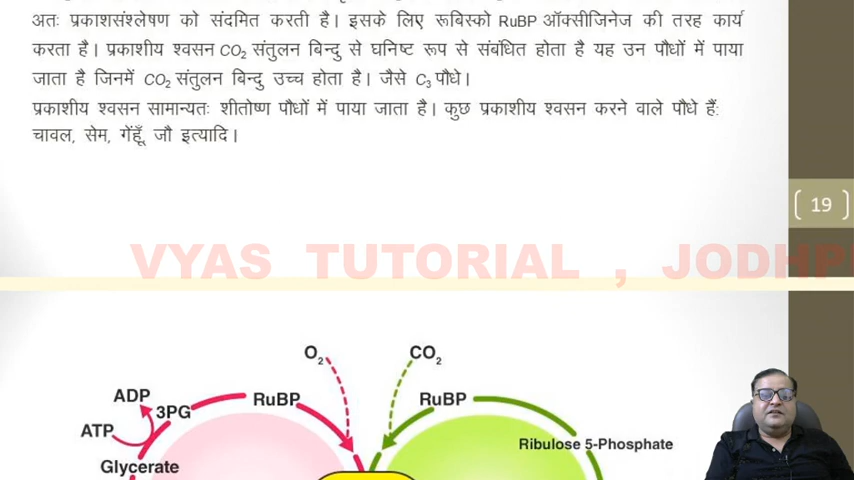 अतः प्रकाशसंश्लेषण को संदमित करती है। इसके लिए रूबिस्को RuBP ऑक्सीजिनेज की तरह कार्य
करता है। प्रकाशीय श्वसन CO₂ संतुलन बिन्दु से घनिष्ट रूप से संबंधित होता है यह उन पौधों में पाया
जाता है जिनमें CO₂ संतुलन बिन्दु उच्च होता है। जैसे C₃ पौधे।
प्रकाशीय श्वसन सामान्यतः शीतोष्ण पौधों में पाया जाता है। कुछ प्रकाशीय श्वसन करने वाले पौधे हैं:
चावल, सेम, गेंहूँ, जौ इत्यादि।
19
VYAS TUTORIAL ,
O₂ CO₂
ADP
3PG RuBP RuBP
ATP
Ribulose 5-Phosphate
Glycerate